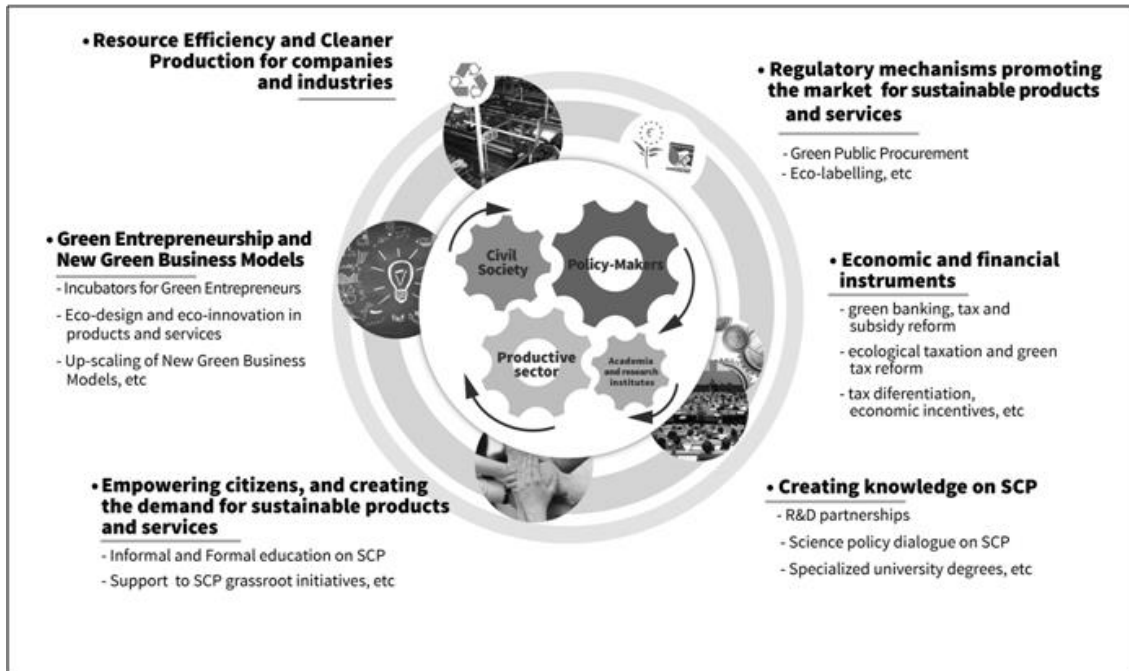 • Resource Efficiency and Cleaner
Production for companies
and industries
• Regulatory mechanisms promoting
the market for sustainable products
and services
- Green Public Procurement
- Eco-labelling, etc
• Green Entrepreneurship and
New Green Business Models
- Incubators for Green Entrepreneurs
- Eco-design and eco-innovation in
products and services
- Up-scaling of New Green Business
Models, etc
Civil
Society
Policy-Makers
Productive
sector
Academia
and research
institutes
• Economic and financial
instruments
- green banking, tax and
subsidy reform
- ecological taxation and green
tax reform
- tax diferentiation,
economic incentives, etc
• Empowering citizens, and creating
the demand for sustainable products
and services
- Informal and Formal education on SCP
- Support to SCP grassroot initiatives, etc
• Creating knowledge on SCP
- R&D partnerships
- Science policy dialogue on SCP
- Specialized university degrees, etc